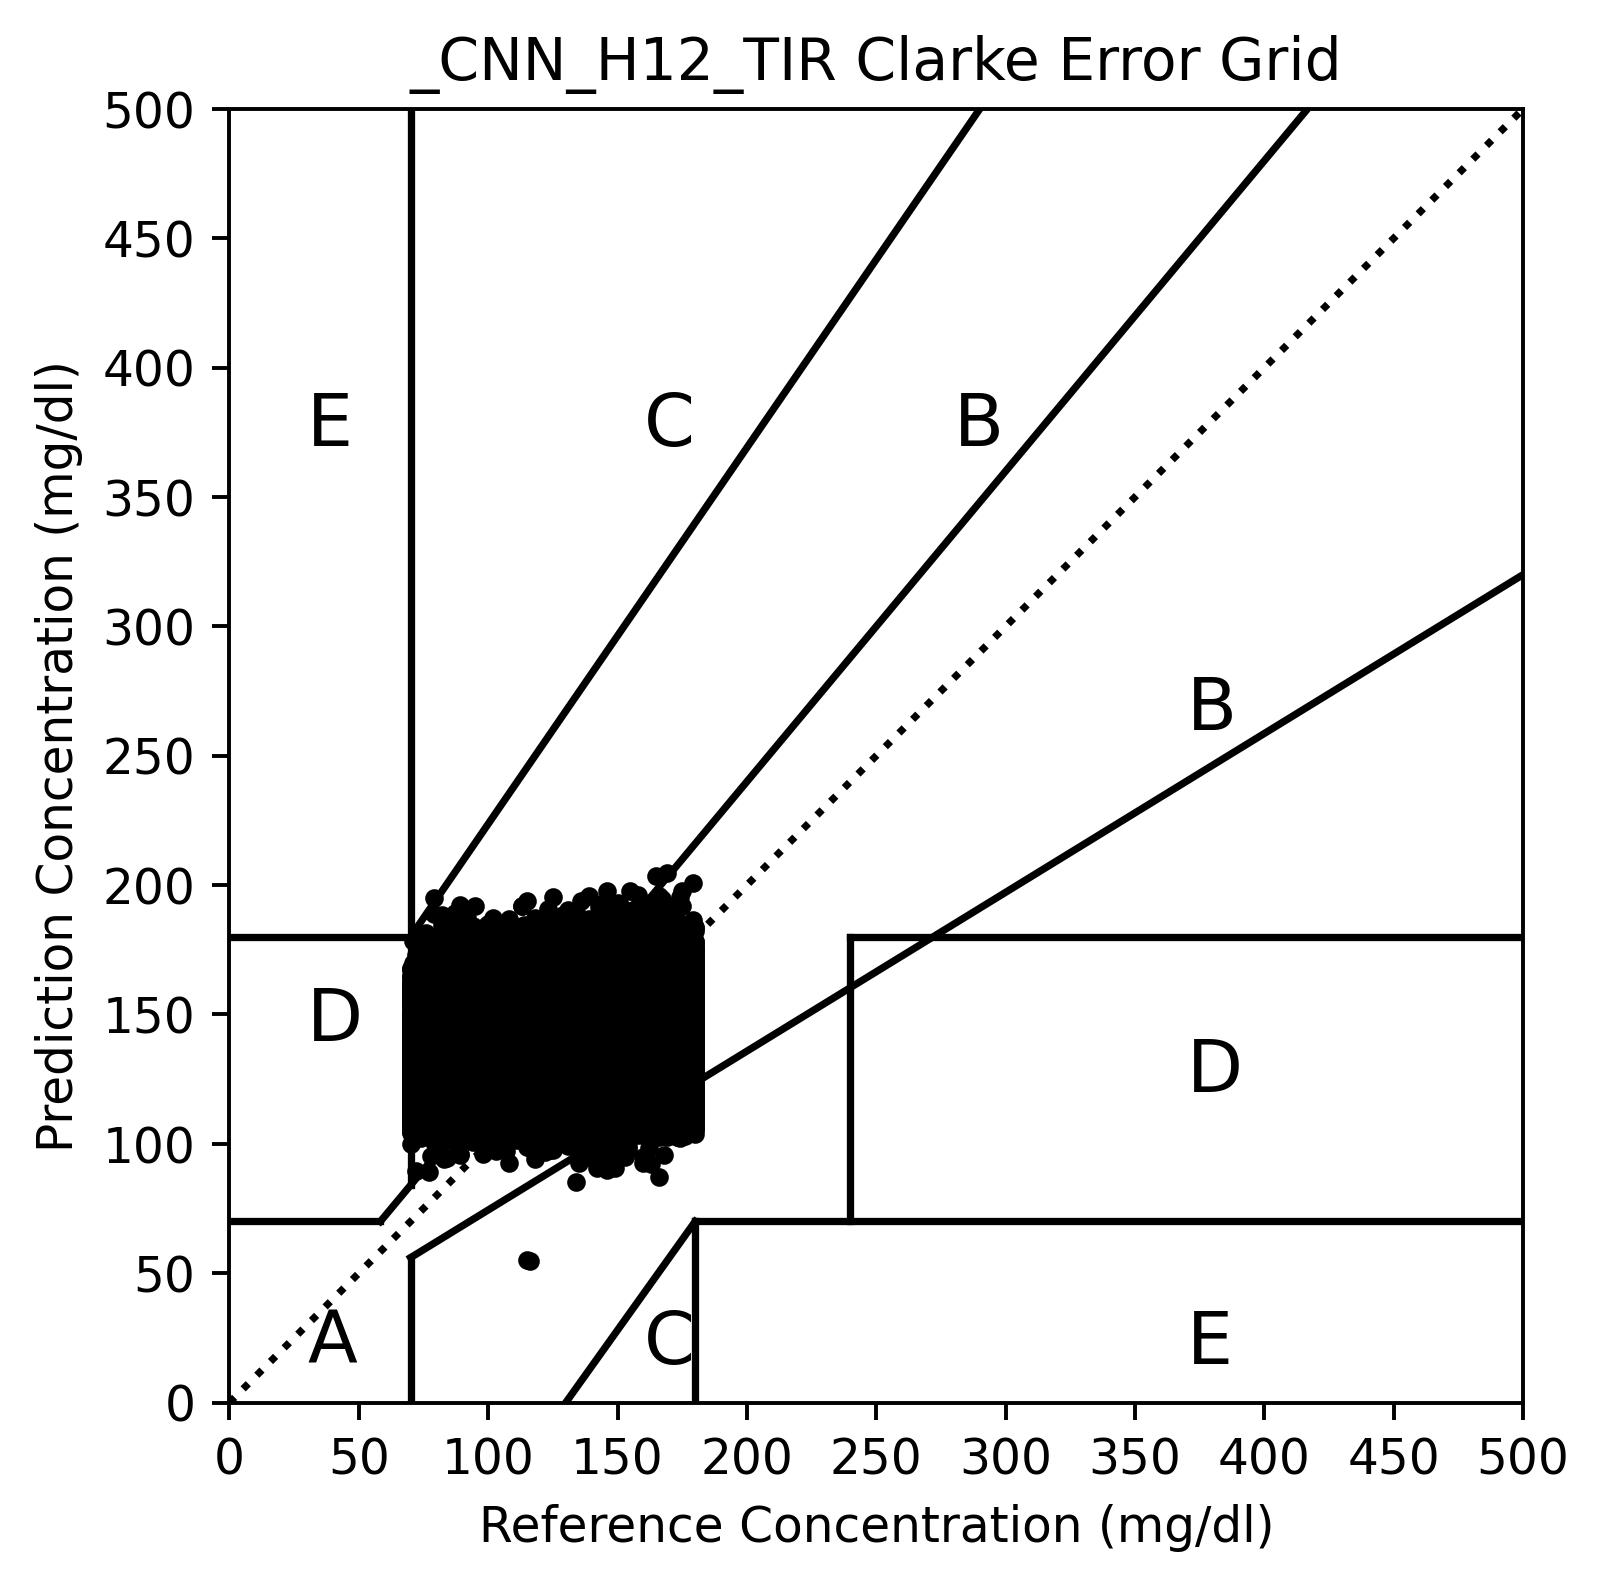 _CNN_H12_TIR Clarke Error Grid
500
450
400
350
300
250
200
150
100
50
0
Prediction Concentration (mg/dl)
E
C
B
B
D
D
A
C
E
0 50 100 150 200 250 300 350 400 450 500
Reference Concentration (mg/dl)